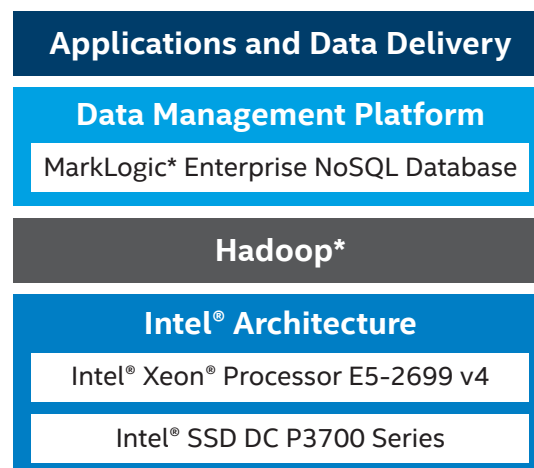 Applications and Data Delivery
Data Management Platform
MarkLogic* Enterprise NoSQL Database
Hadoop*
Intel® Architecture
Intel® Xeon® Processor E5-2699 v4
Intel® SSD DC P3700 Series